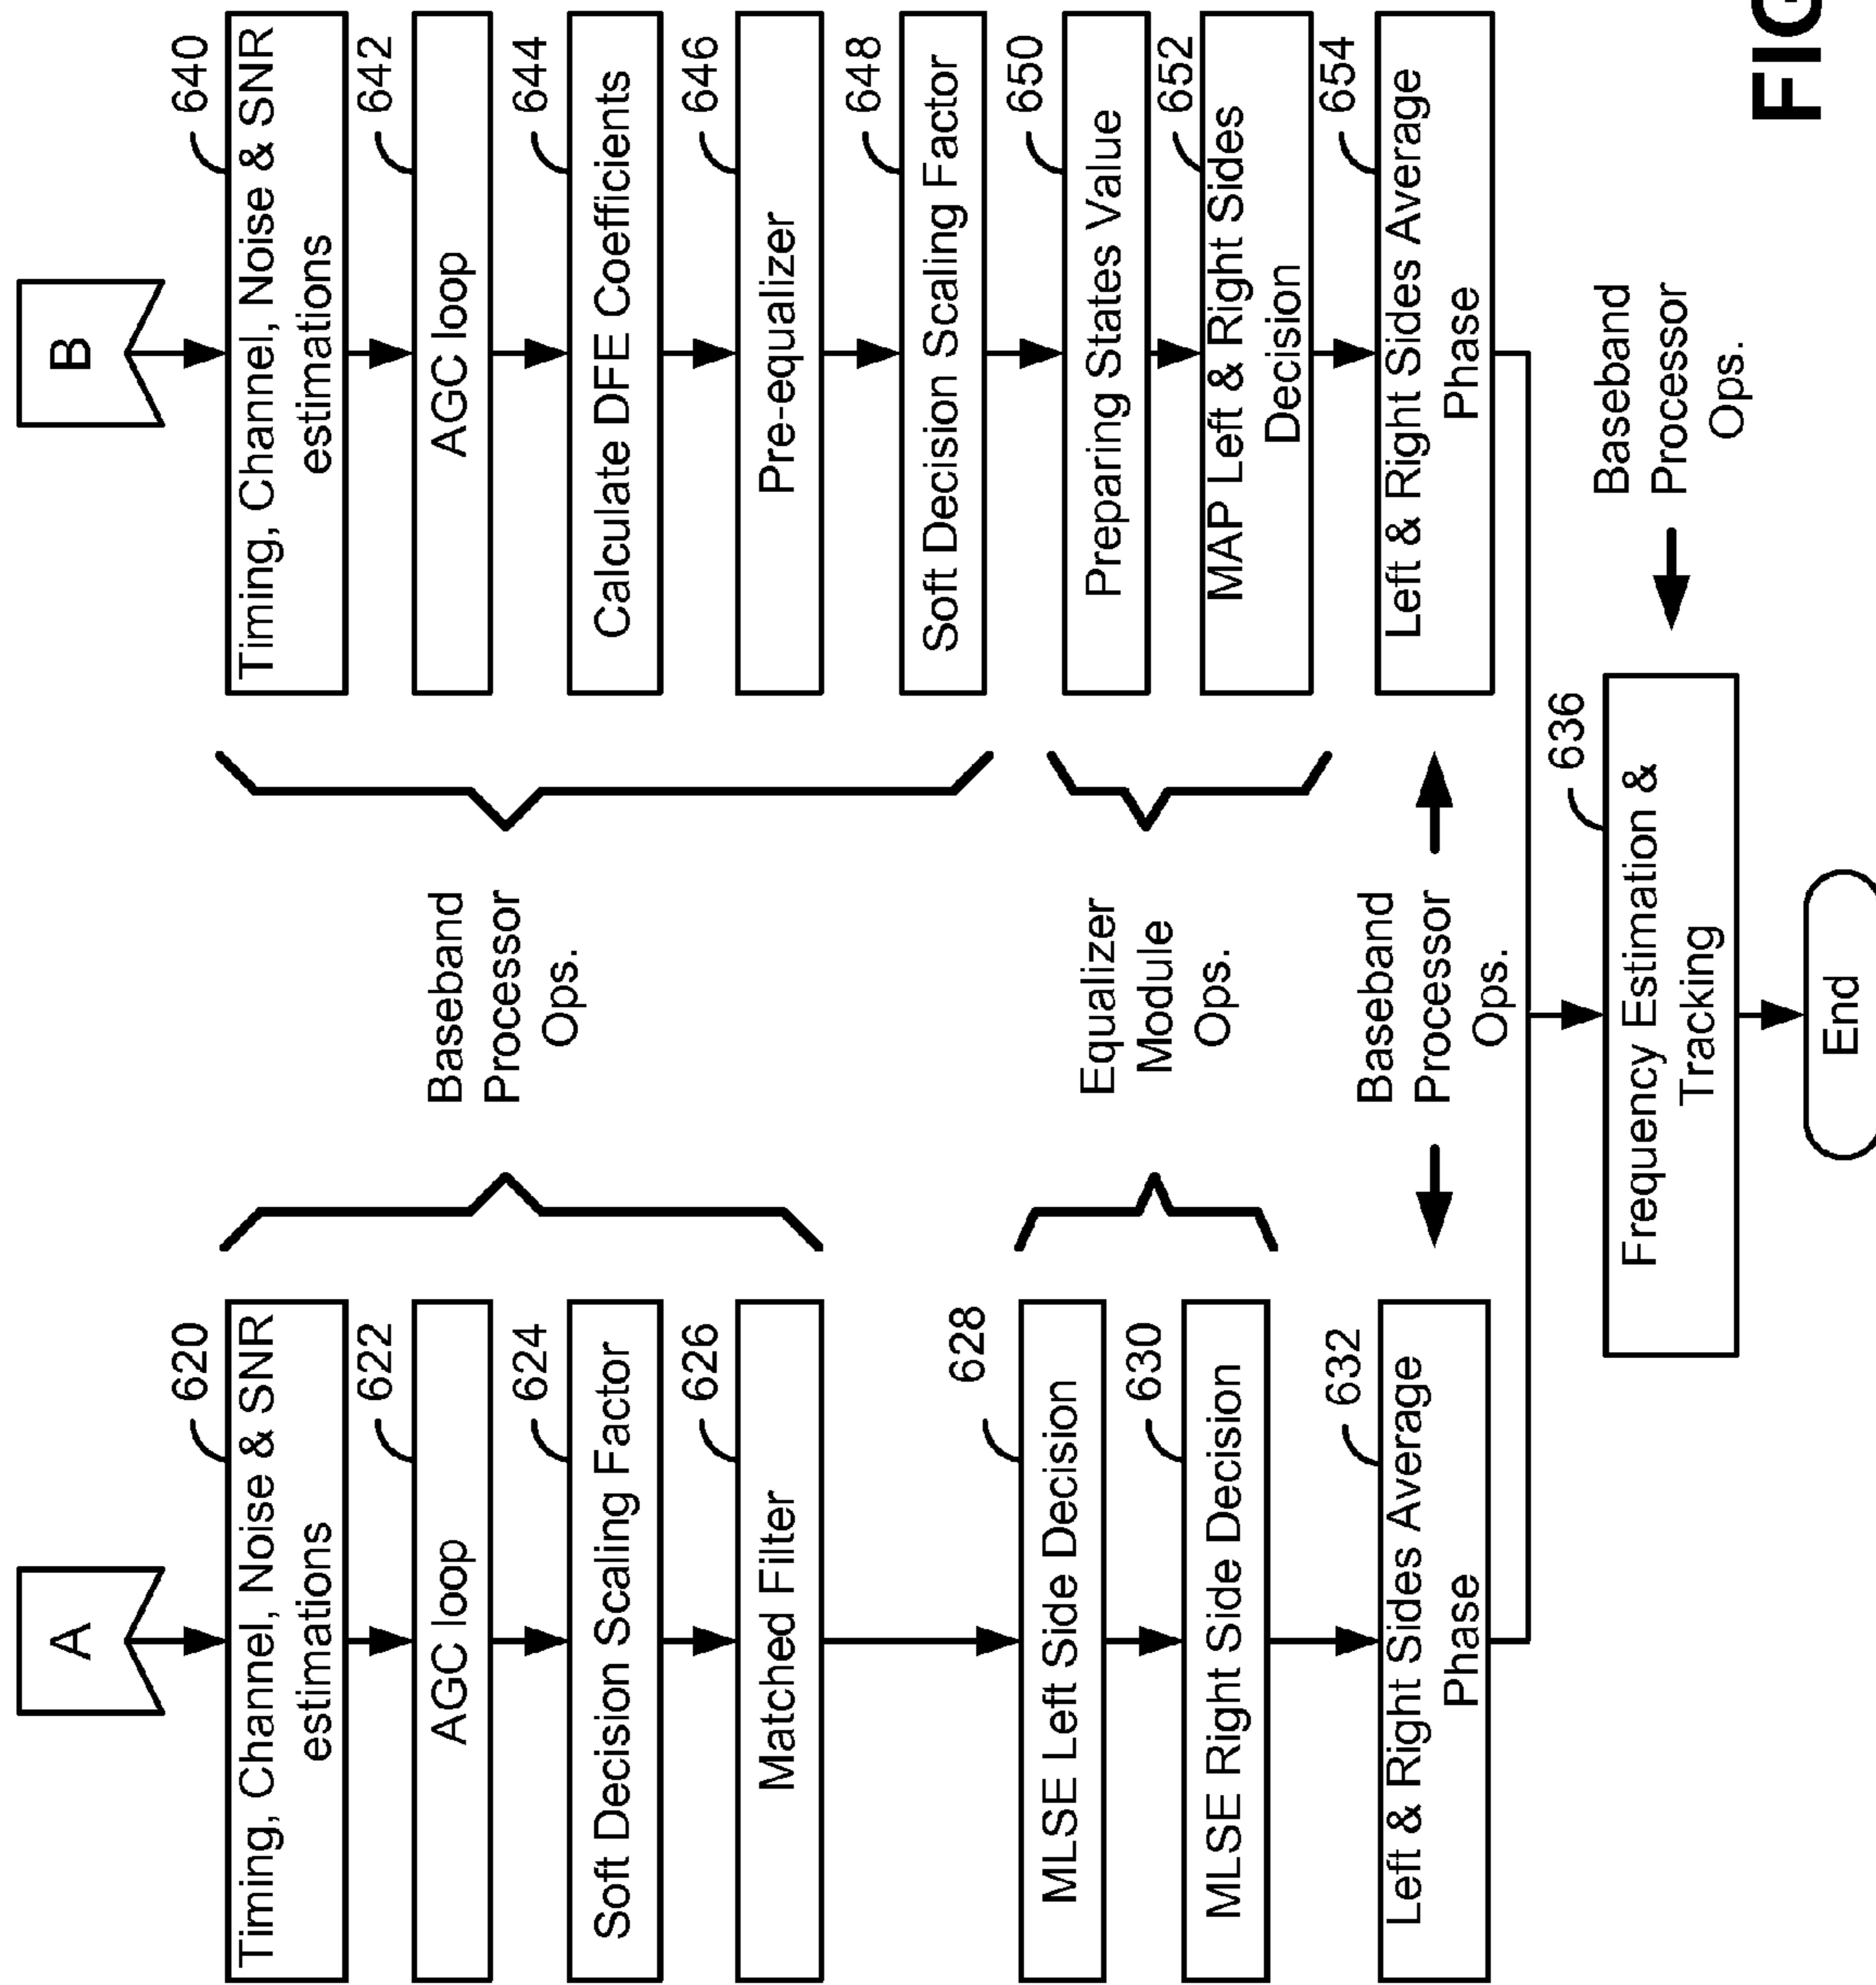 A
620
Timing, Channel, Noise & SNR
estimations
622
AGC loop
624
Soft Decision Scaling Factor
626
Matched Filter
628
MLSE Left Side Decision
630
MLSE Right Side Decision
632
Left & Right Sides Average
Phase
Baseband
Processor
Ops.
Equalizer
Module
Ops.
Baseband
Processor
Ops.
B
640
Timing, Channel, Noise & SNR
estimations
642
AGC loop
644
Calculate DFE Coefficients
646
Pre-equalizer
648
Soft Decision Scaling Factor
650
Preparing States Value
652
MAP Left & Right Sides
Decision
654
Left & Right Sides Average
Phase
636
Frequency Estimation &
Tracking
Baseband
Processor
Ops.
End